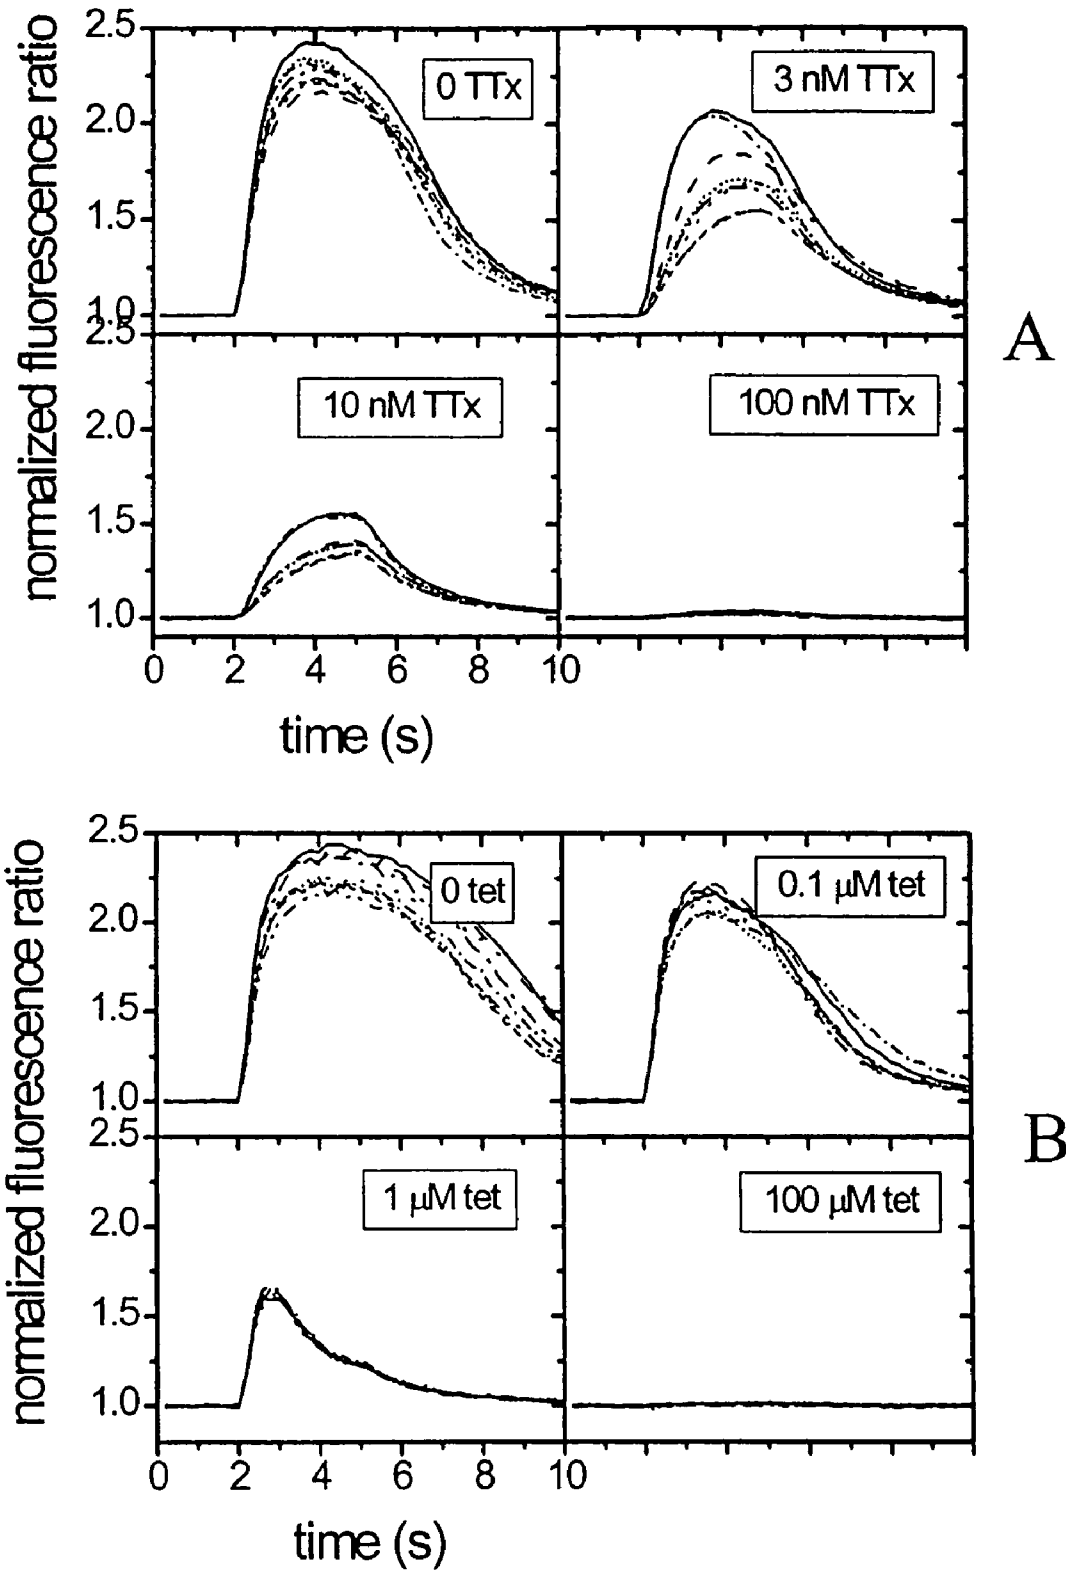 normalized fluorescence ratio
2.5
0 TTx
3 nM TTx
2.0
1.5
1.0
A
2.5
10 nM TTx
100 nM TTx
2.0
1.5
1.0
0 2 4 6 8 10
time (s)
normalized fluorescence ratio
2.5
0 tet
0.1 µM tet
2.0
1.5
1.0
B
2.5
1 µM tet
100 µM tet
2.0
1.5
1.0
0 2 4 6 8 10
time (s)